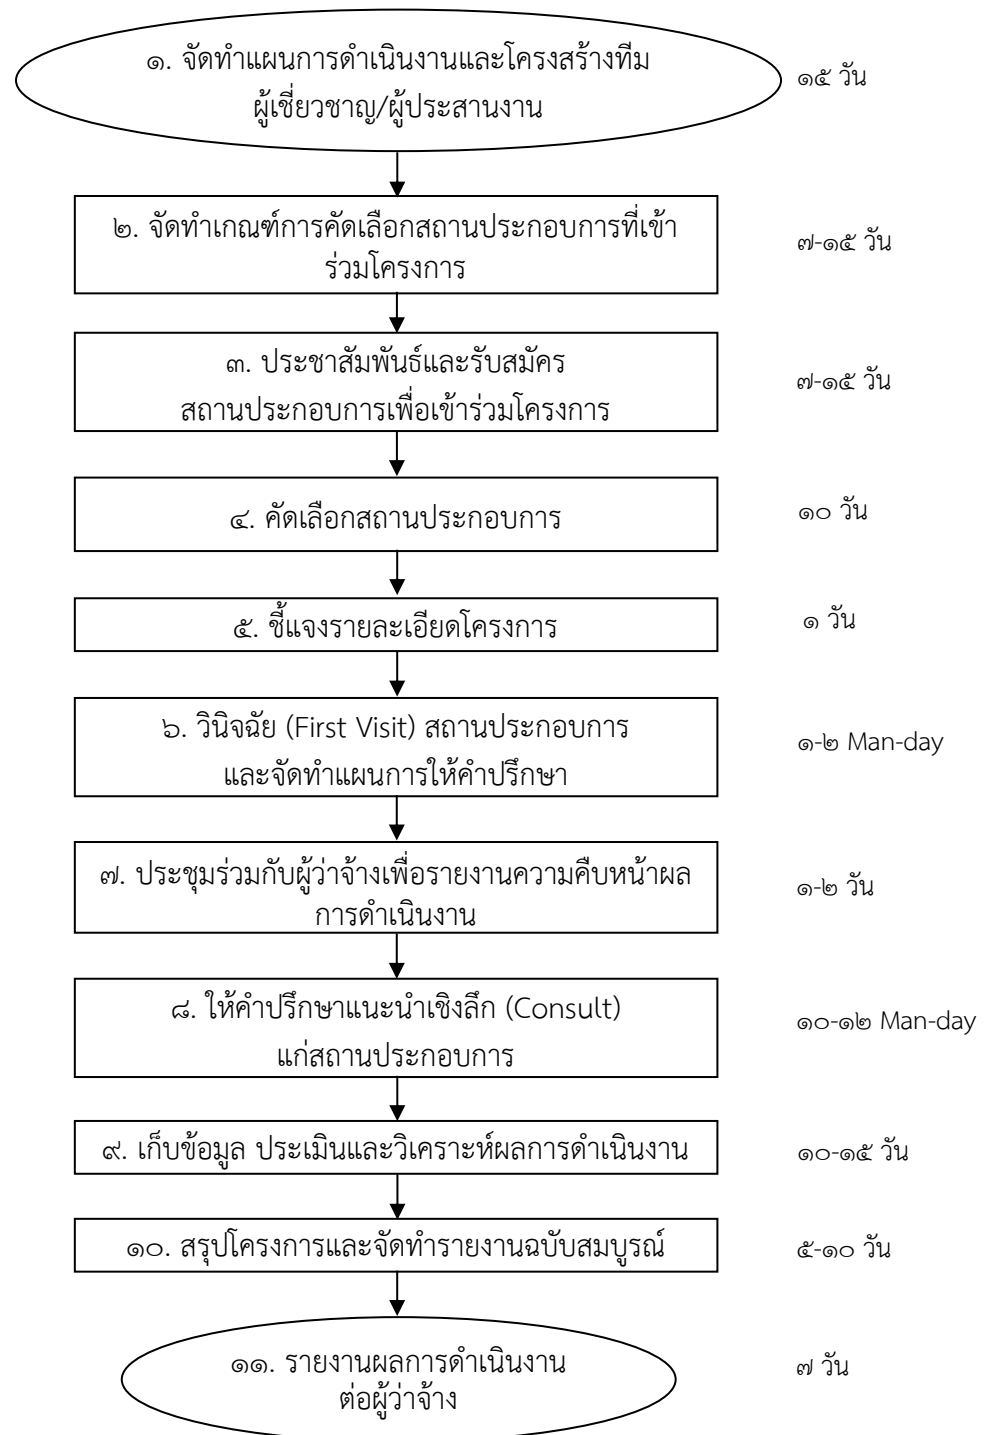 ๑. จัดทำแผนการดำเนินงานและโครงสร้างทีม
ผู้เชี่ยวชาญ/ผู้ประสานงาน
๑๕ วัน
๒. จัดทำเกณฑ์การคัดเลือกสถานประกอบการที่เข้า
ร่วมโครงการ
๗-๑๕ วัน
๓. ประชาสัมพันธ์และรับสมัคร
สถานประกอบการเพื่อเข้าร่วมโครงการ
๗-๑๕ วัน
๔. คัดเลือกสถานประกอบการ
๑๐ วัน
๕. ชี้แจงรายละเอียดโครงการ
๑ วัน
๖. วินิจฉัย (First Visit) สถานประกอบการ
และจัดทำแผนการให้คำปรึกษา
๑-๒ Man-day
๗. ประชุมร่วมกับผู้ว่าจ้างเพื่อรายงานความคืบหน้าผล
การดำเนินงาน
๑-๒ วัน
๘. ให้คำปรึกษาแนะนำเชิงลึก (Consult)
แก่สถานประกอบการ
๑๐-๑๒ Man-day
๙. เก็บข้อมูล ประเมินและวิเคราะห์ผลการดำเนินงาน
๑๐-๑๕ วัน
๑๐. สรุปโครงการและจัดทำรายงานฉบับสมบูรณ์
๕-๑๐ วัน
๑๑. รายงานผลการดำเนินงาน
ต่อผู้ว่าจ้าง
๗ วัน